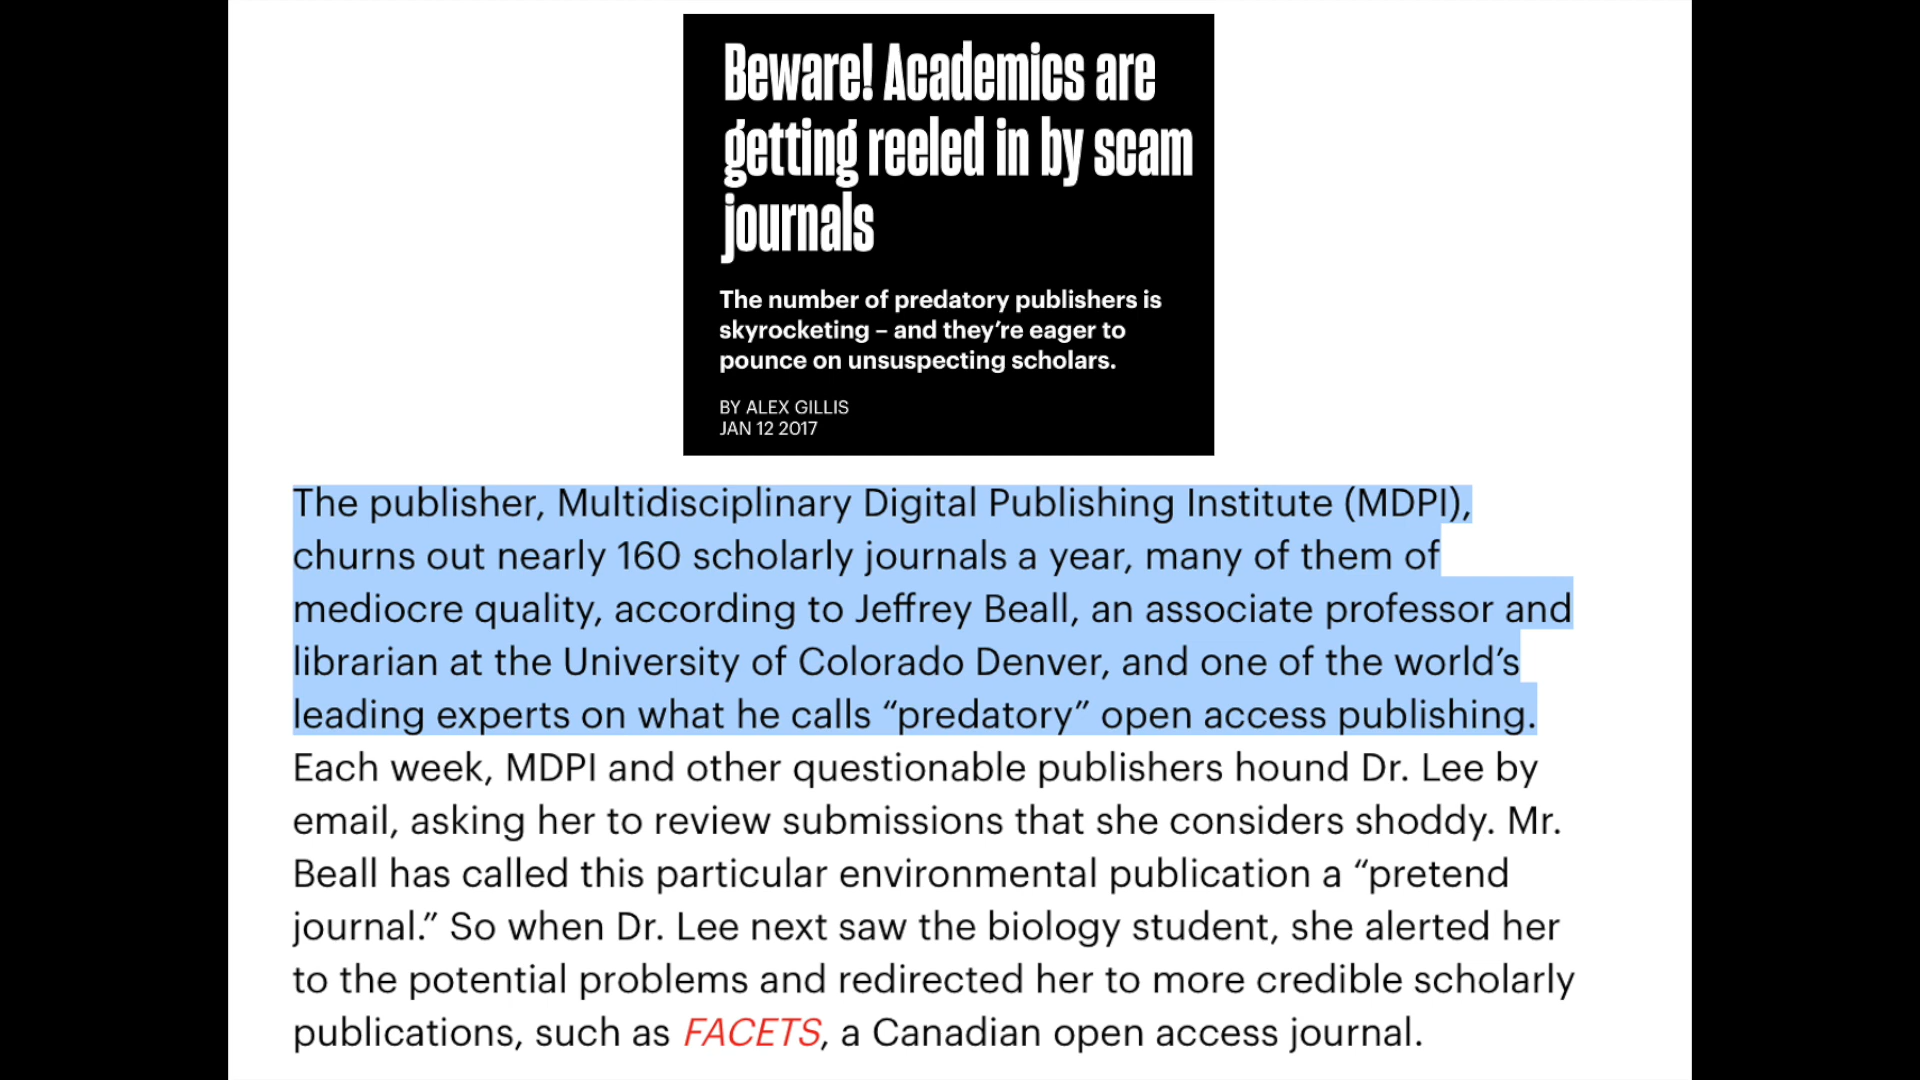 Beware! Academics are
getting reeled in by scam
journals
The number of predatory publishers is
skyrocketing – and they’re eager to
pounce on unsuspecting scholars.
BY ALEX GILLIS
JAN 12 2017
The publisher, Multidisciplinary Digital Publishing Institute (MDPI),
churns out nearly 160 scholarly journals a year, many of them of
mediocre quality, according to Jeffrey Beall, an associate professor and
librarian at the University of Colorado Denver, and one of the world’s
leading experts on what he calls “predatory” open access publishing.
Each week, MDPI and other questionable publishers hound Dr. Lee by
email, asking her to review submissions that she considers shoddy. Mr.
Beall has called this particular environmental publication a “pretend
journal.” So when Dr. Lee next saw the biology student, she alerted her
to the potential problems and redirected her to more credible scholarly
publications, such as FACETS, a Canadian open access journal.